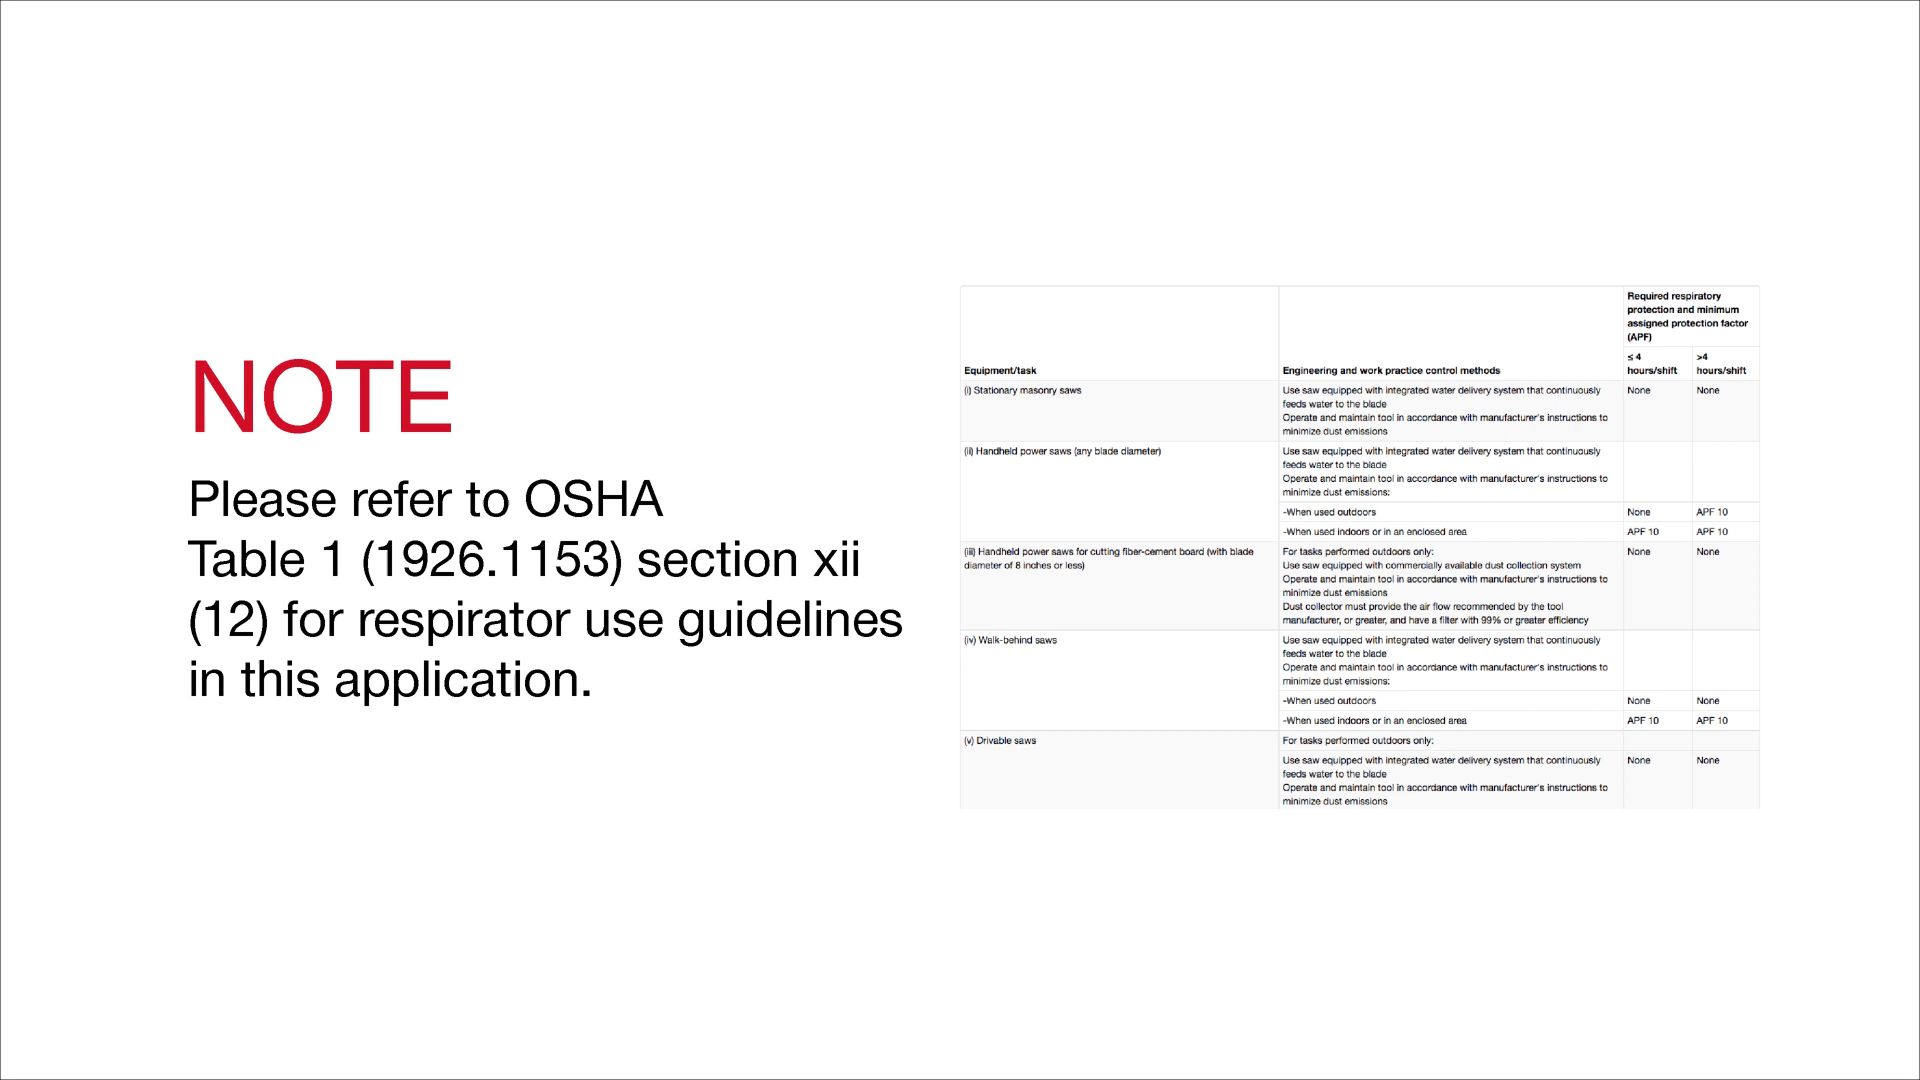 NOTE
Please refer to OSHA
Table 1 (1926.1153) section xii
(12) for respirator use guidelines
in this application.
Required respiratory
protection and minimum
assigned protection factor
(APF)
≤ 4
hours/shift
>4
hours/shift
Equipment/task
Engineering and work practice control methods
(i) Stationary masonry saws
Use saw equipped with integrated water delivery system that continuously
feeds water to the blade
Operate and maintain tool in accordance with manufacturer's instructions to
minimize dust emissions
None
None
(ii) Handheld power saws (any blade diameter)
Use saw equipped with integrated water delivery system that continuously
feeds water to the blade
Operate and maintain tool in accordance with manufacturer's instructions to
minimize dust emissions:
-When used outdoors
None
APF 10
-When used indoors or in an enclosed area
APF 10
APF 10
(iii) Handheld power saws for cutting fiber-cement board (with blade
diameter of 8 inches or less)
For tasks performed outdoors only:
Use saw equipped with commercially available dust collection system
Operate and maintain tool in accordance with manufacturer's instructions to
minimize dust emissions
Dust collector must provide the air flow recommended by the tool
manufacturer, or greater, and have a filter with 99% or greater efficiency
None
None
(iv) Walk-behind saws
Use saw equipped with integrated water delivery system that continuously
feeds water to the blade
Operate and maintain tool in accordance with manufacturer's instructions to
minimize dust emissions:
-When used outdoors
None
None
-When used indoors or in an enclosed area
APF 10
APF 10
(v) Drivable saws
For tasks performed outdoors only:
Use saw equipped with integrated water delivery system that continuously
feeds water to the blade
Operate and maintain tool in accordance with manufacturer's instructions to
minimize dust emissions
None
None